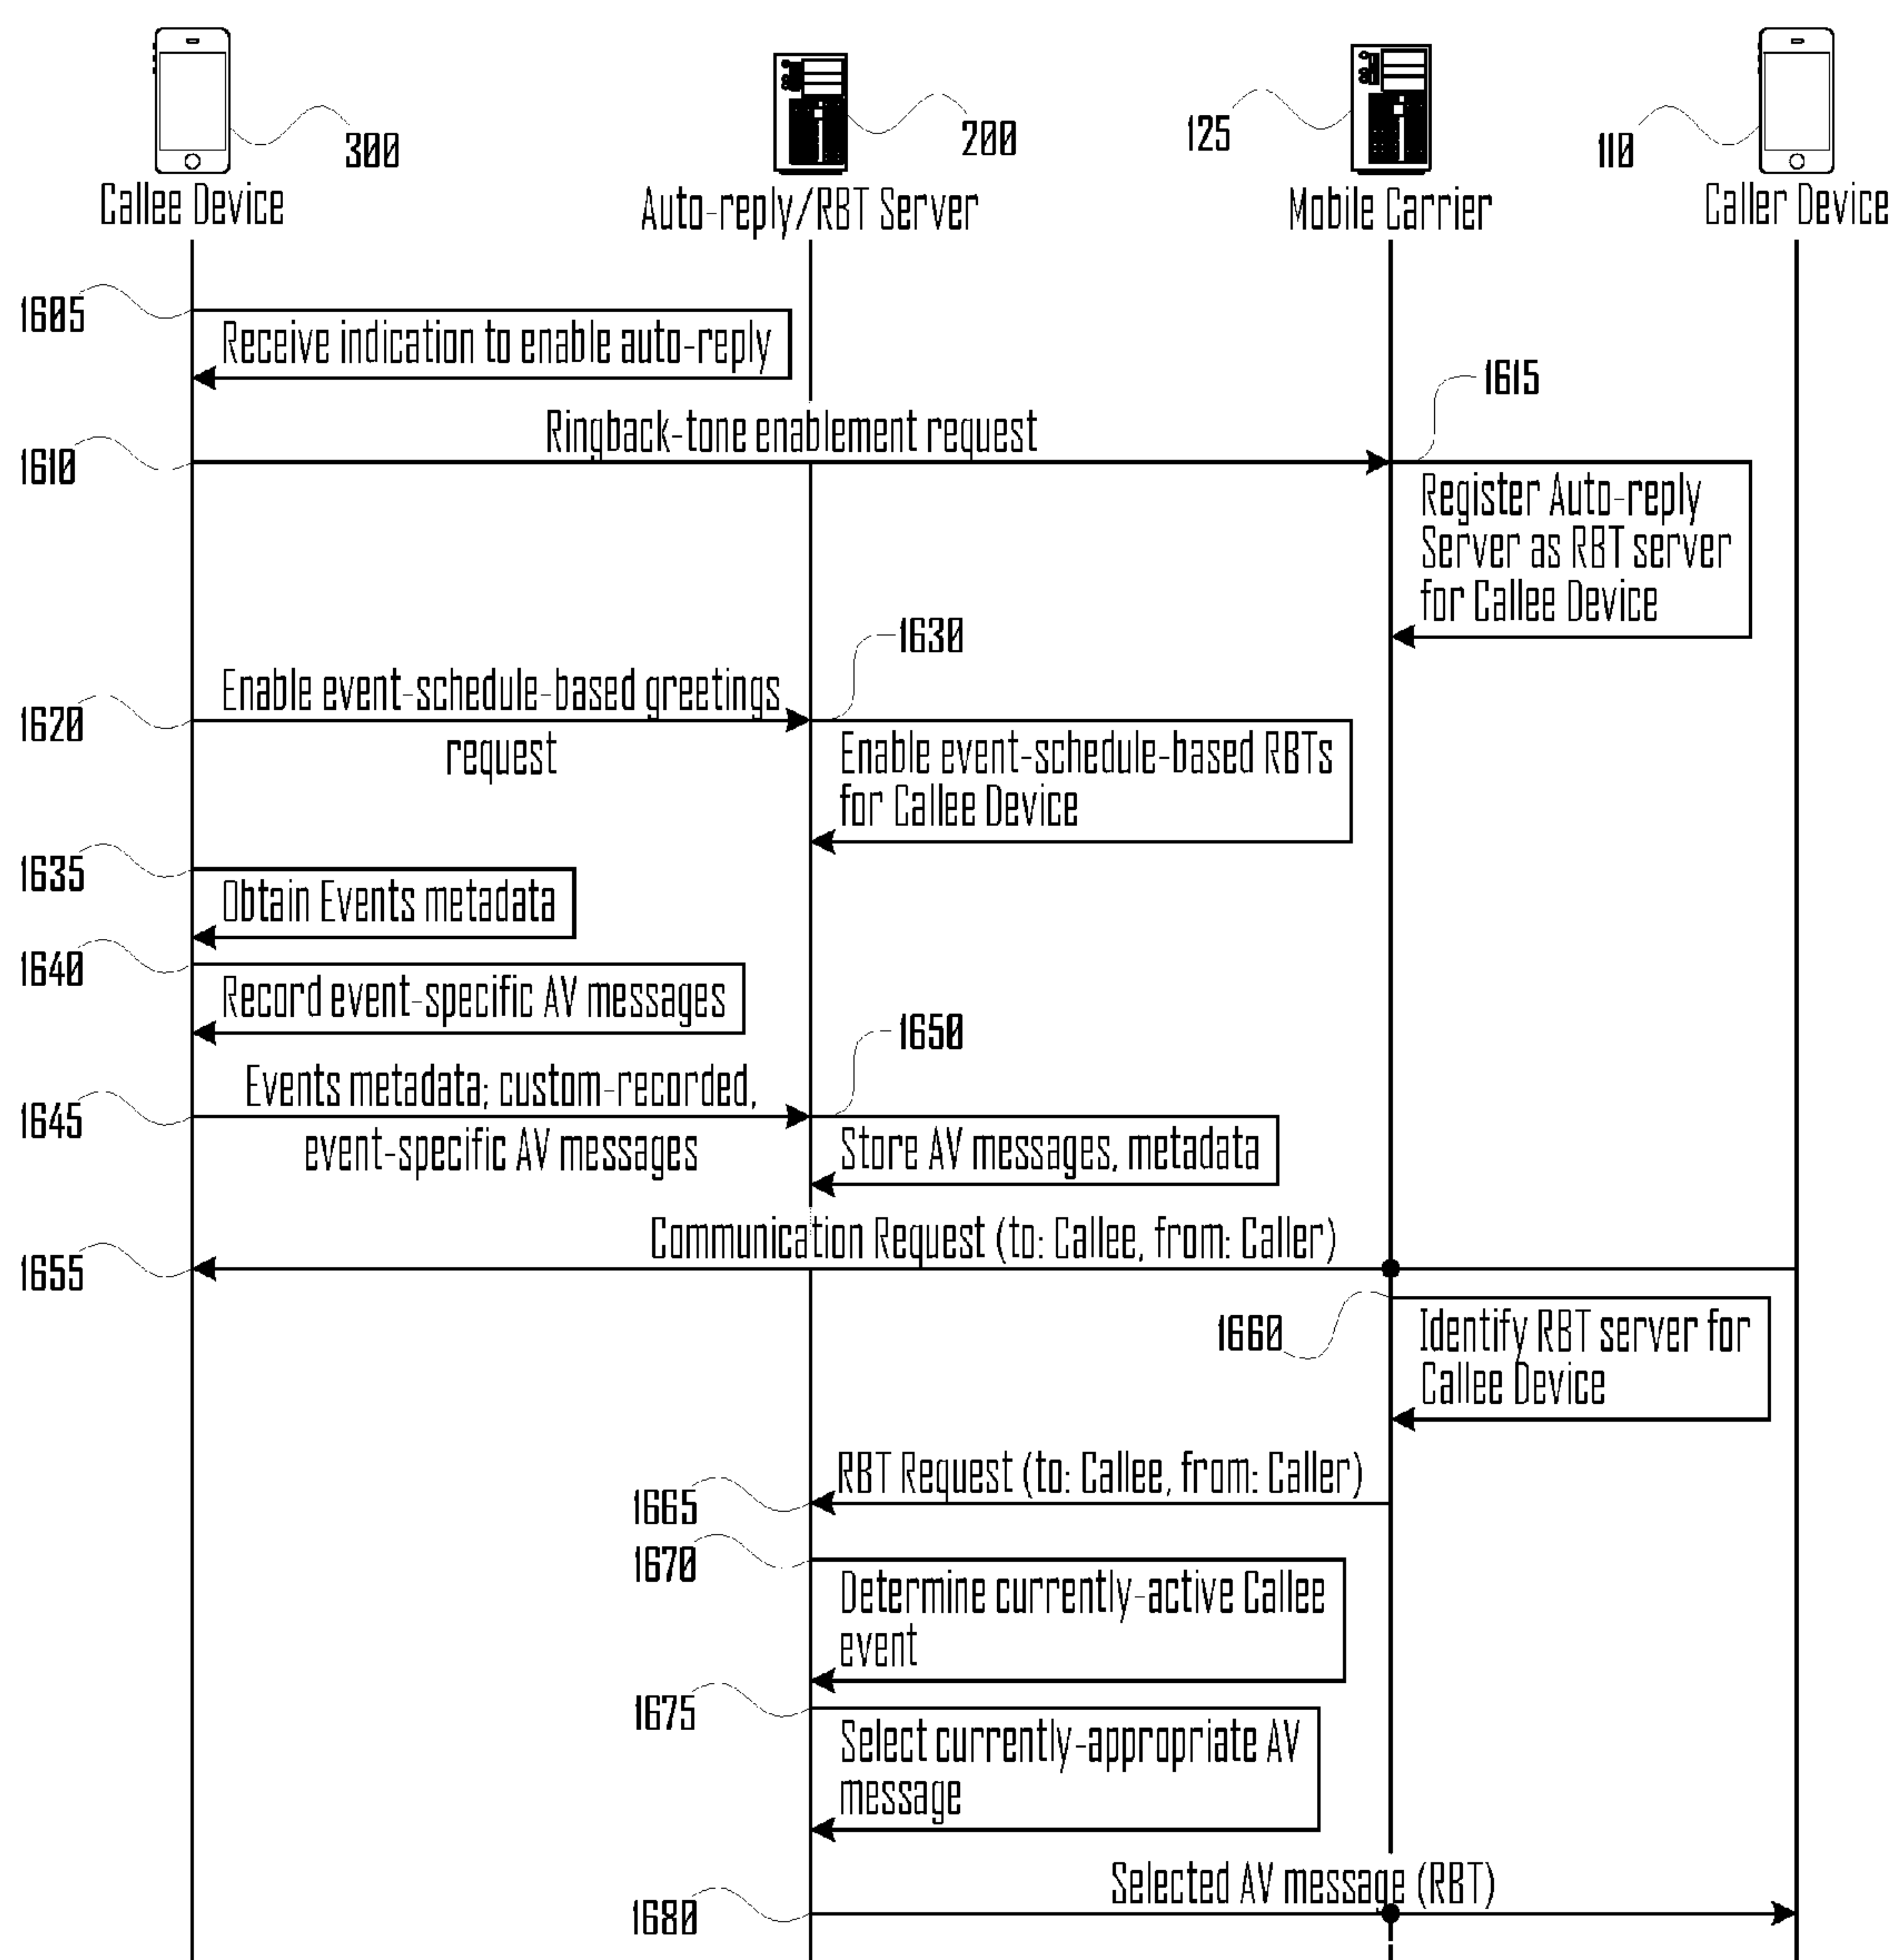 300
200
125
110
Callee Device
Auto-reply/RBT Server
Mobile Carrier
Caller Device
1605
Receive indication to enable auto-reply
1615
Ringback-tone enablement request
1610
Register Auto-reply
Server as RBT server
for Callee Device
1630
Enable event-schedule-based greetings
request
1620
Enable event-schedule-based RBTs
for Callee Device
1635
Obtain Events metadata
1640
Record event-specific AV messages
1650
Events metadata; custom-recorded,
event-specific AV messages
1645
Store AV messages, metadata
Communication Request (to: Callee, from: Caller)
1655
1660
Identify RBT server for
Callee Device
RBT Request (to: Callee, from: Caller)
1665
1670
Determine currently-active Callee
event
1675
Select currently-appropriate AV
message
Selected AV message (RBT)
1680